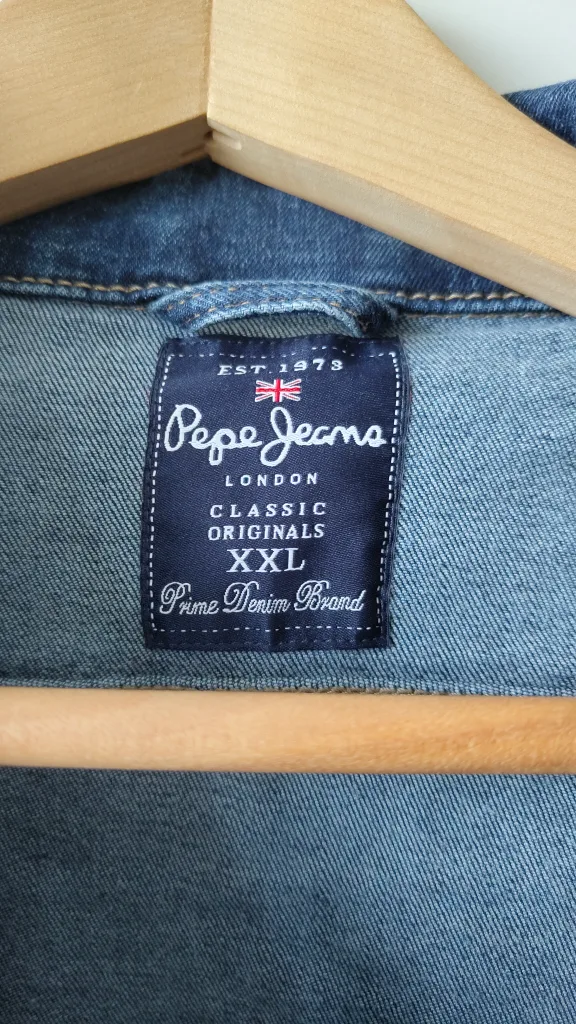 EST. 1973
Pepe Jeans
LONDON
CLASSIC
ORIGINALS
XXL
Prime Denim Brand